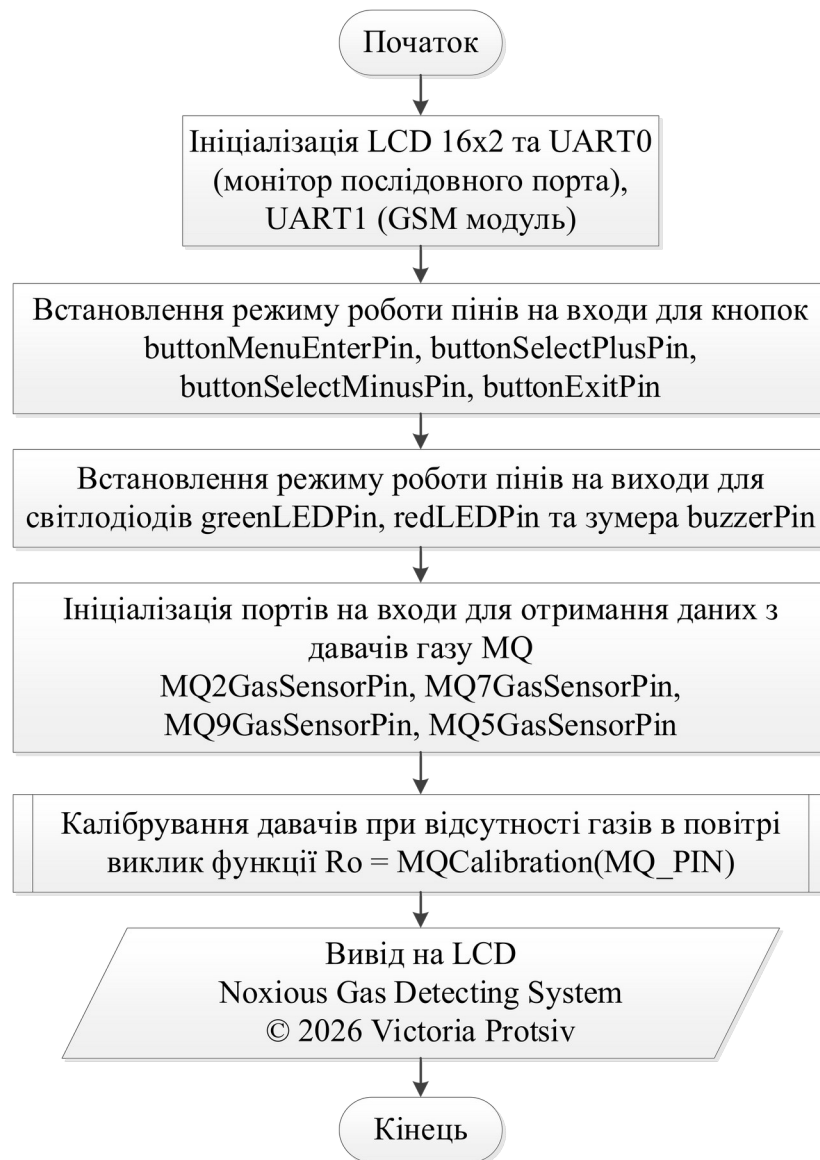 Початок
Ініціалізація LCD 16x2 та UART0
(монітор послідовного порта),
UART1 (GSM модуль)
Встановлення режиму роботи пінів на входи для кнопок
buttonMenuEnterPin, buttonSelectPlusPin,
buttonSelectMinusPin, buttonExitPin
Встановлення режиму роботи пінів на виходи для
світлодіодів greenLEDPin, redLEDPin та зумера buzzerPin
Ініціалізація портів на входи для отримання даних з
давачів газу MQ
MQ2GasSensorPin, MQ7GasSensorPin,
MQ9GasSensorPin, MQ5GasSensorPin
Калібрування давачів при відсутності газів в повітрі
виклик функції Ro = MQCalibration(MQ_PIN)
Вивід на LCD
Noxious Gas Detecting System
© 2026 Victoria Protsiv
Кінець